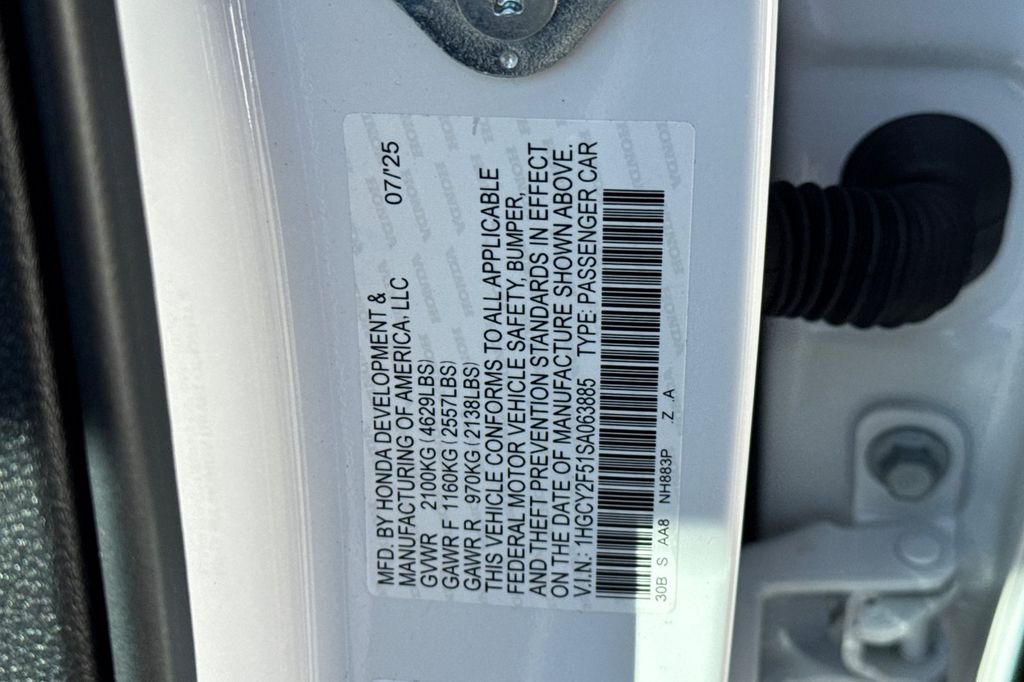 MFD. BY HONDA DEVELOPMENT &
MANUFACTURING OF AMERICA, LLC 07/'25
GVWR 2100KG (4629LBS)
GAWR F 1160KG (2557LBS)
GAWR R 970KG (2138LBS)
THIS VEHICLE CONFORMS TO ALL APPLICABLE
FEDERAL MOTOR VEHICLE SAFETY, BUMPER,
AND THEFT PREVENTION STANDARDS IN EFFECT
ON THE DATE OF MANUFACTURE SHOWN ABOVE.
V.I.N.: 1HGCY2F51SA063885 TYPE: PASSENGER CAR
30B S AA8 NH883P .Z .A